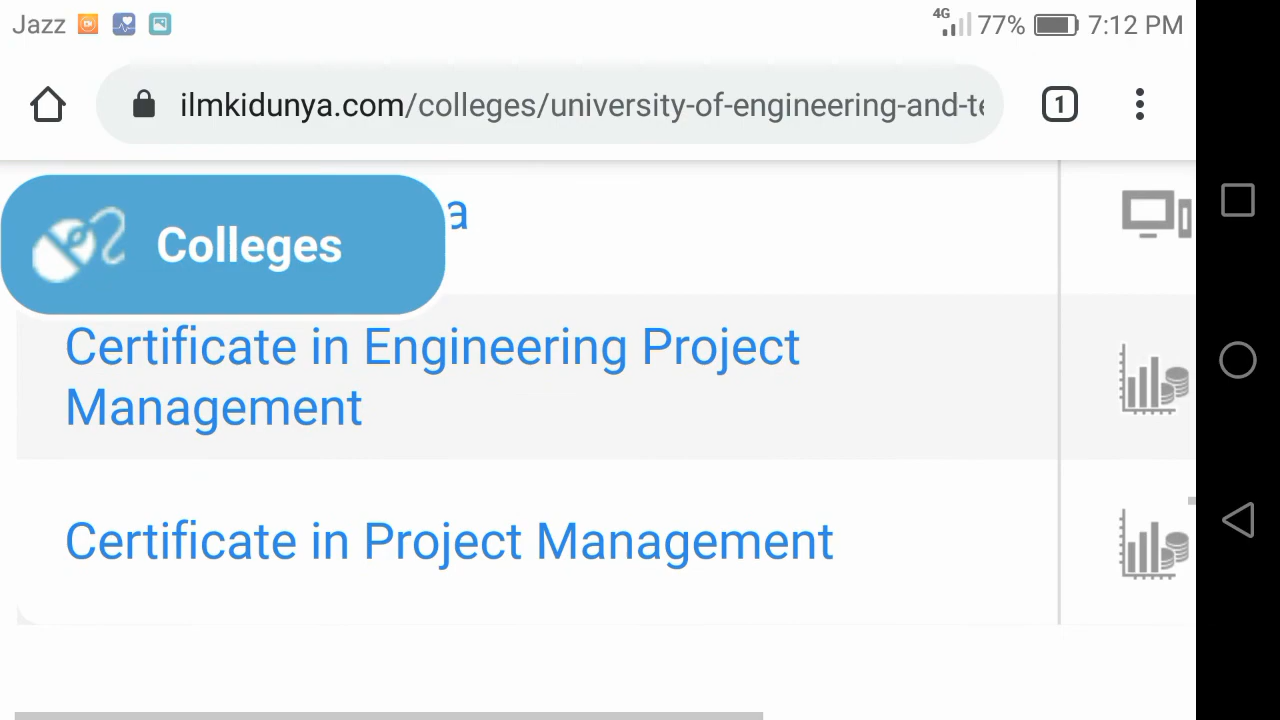 Jazz 4G 77% 7:12 PM
ilmkidunya.com/colleges/university-of-engineering-and-te 1
a
Colleges
Certificate in Engineering Project
Management
Certificate in Project Management